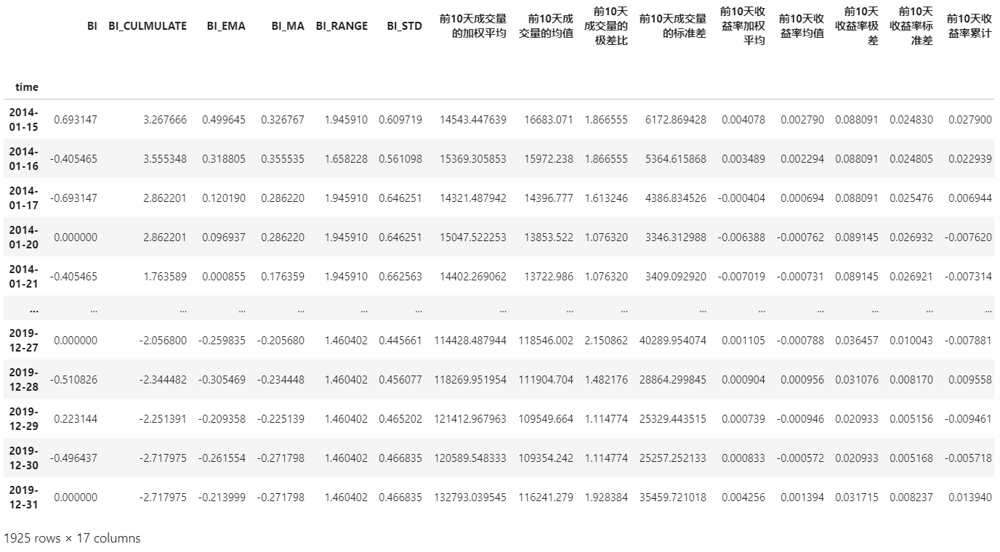 BI BI_CULMULATE BI_EMA BI_MA BI_RANGE BI_STD 前10天成交量的加权平均 前10天成交量的均值 前10天成交量的极差比 前10天成交量的标准差 前10天收益率加权平均 前10天收益率均值 前10天收益率极差 前10天收益率标准差 前10天收益率累计
time
2014-01-15 0.693147 3.267666 0.499645 0.326767 1.945910 0.609719 14543.447639 16683.071 1.866555 6172.869428 0.004078 0.002790 0.088091 0.024830 0.027900
2014-01-16 -0.405465 3.555348 0.318805 0.355535 1.658228 0.561098 15369.305853 15972.238 1.866555 5364.615868 0.003489 0.002294 0.088091 0.024805 0.022939
2014-01-17 -0.693147 2.862201 0.120190 0.286220 1.945910 0.646251 14321.487942 14396.777 1.613246 4386.834526 -0.000404 0.000694 0.088091 0.025476 0.006944
2014-01-20 0.000000 2.862201 0.096937 0.286220 1.945910 0.646251 15047.522253 13853.522 1.076320 3346.312988 -0.006388 -0.000762 0.089145 0.026932 -0.007620
2014-01-21 -0.405465 1.763589 0.000855 0.176359 1.945910 0.662563 14402.269062 13722.986 1.076320 3409.092920 -0.007019 -0.000731 0.089145 0.026921 -0.007314
... ... ... ... ... ... ... ... ... ... ... ... ... ... ... ...
2019-12-27 0.000000 -2.056800 -0.259835 -0.205680 1.460402 0.445661 114428.487944 118546.002 2.150862 40289.954074 0.001105 -0.000788 0.036457 0.010043 -0.007881
2019-12-28 -0.510826 -2.344482 -0.305469 -0.234448 1.460402 0.456077 118269.951954 111904.704 1.482176 28864.299845 0.000904 0.000956 0.031076 0.008170 0.009558
2019-12-29 0.223144 -2.251391 -0.209358 -0.225139 1.460402 0.465202 121412.967963 109549.664 1.114774 25329.443515 0.000739 -0.000946 0.020933 0.005156 -0.009461
2019-12-30 -0.496437 -2.717975 -0.261554 -0.271798 1.460402 0.466835 120589.548333 109354.242 1.114774 25257.252133 0.000833 -0.000572 0.020933 0.005168 -0.005718
2019-12-31 0.000000 -2.717975 -0.213999 -0.271798 1.460402 0.466835 132793.039545 116241.279 1.928384 35459.721018 0.004256 0.001394 0.031715 0.008237 0.013940
1925 rows × 17 columns